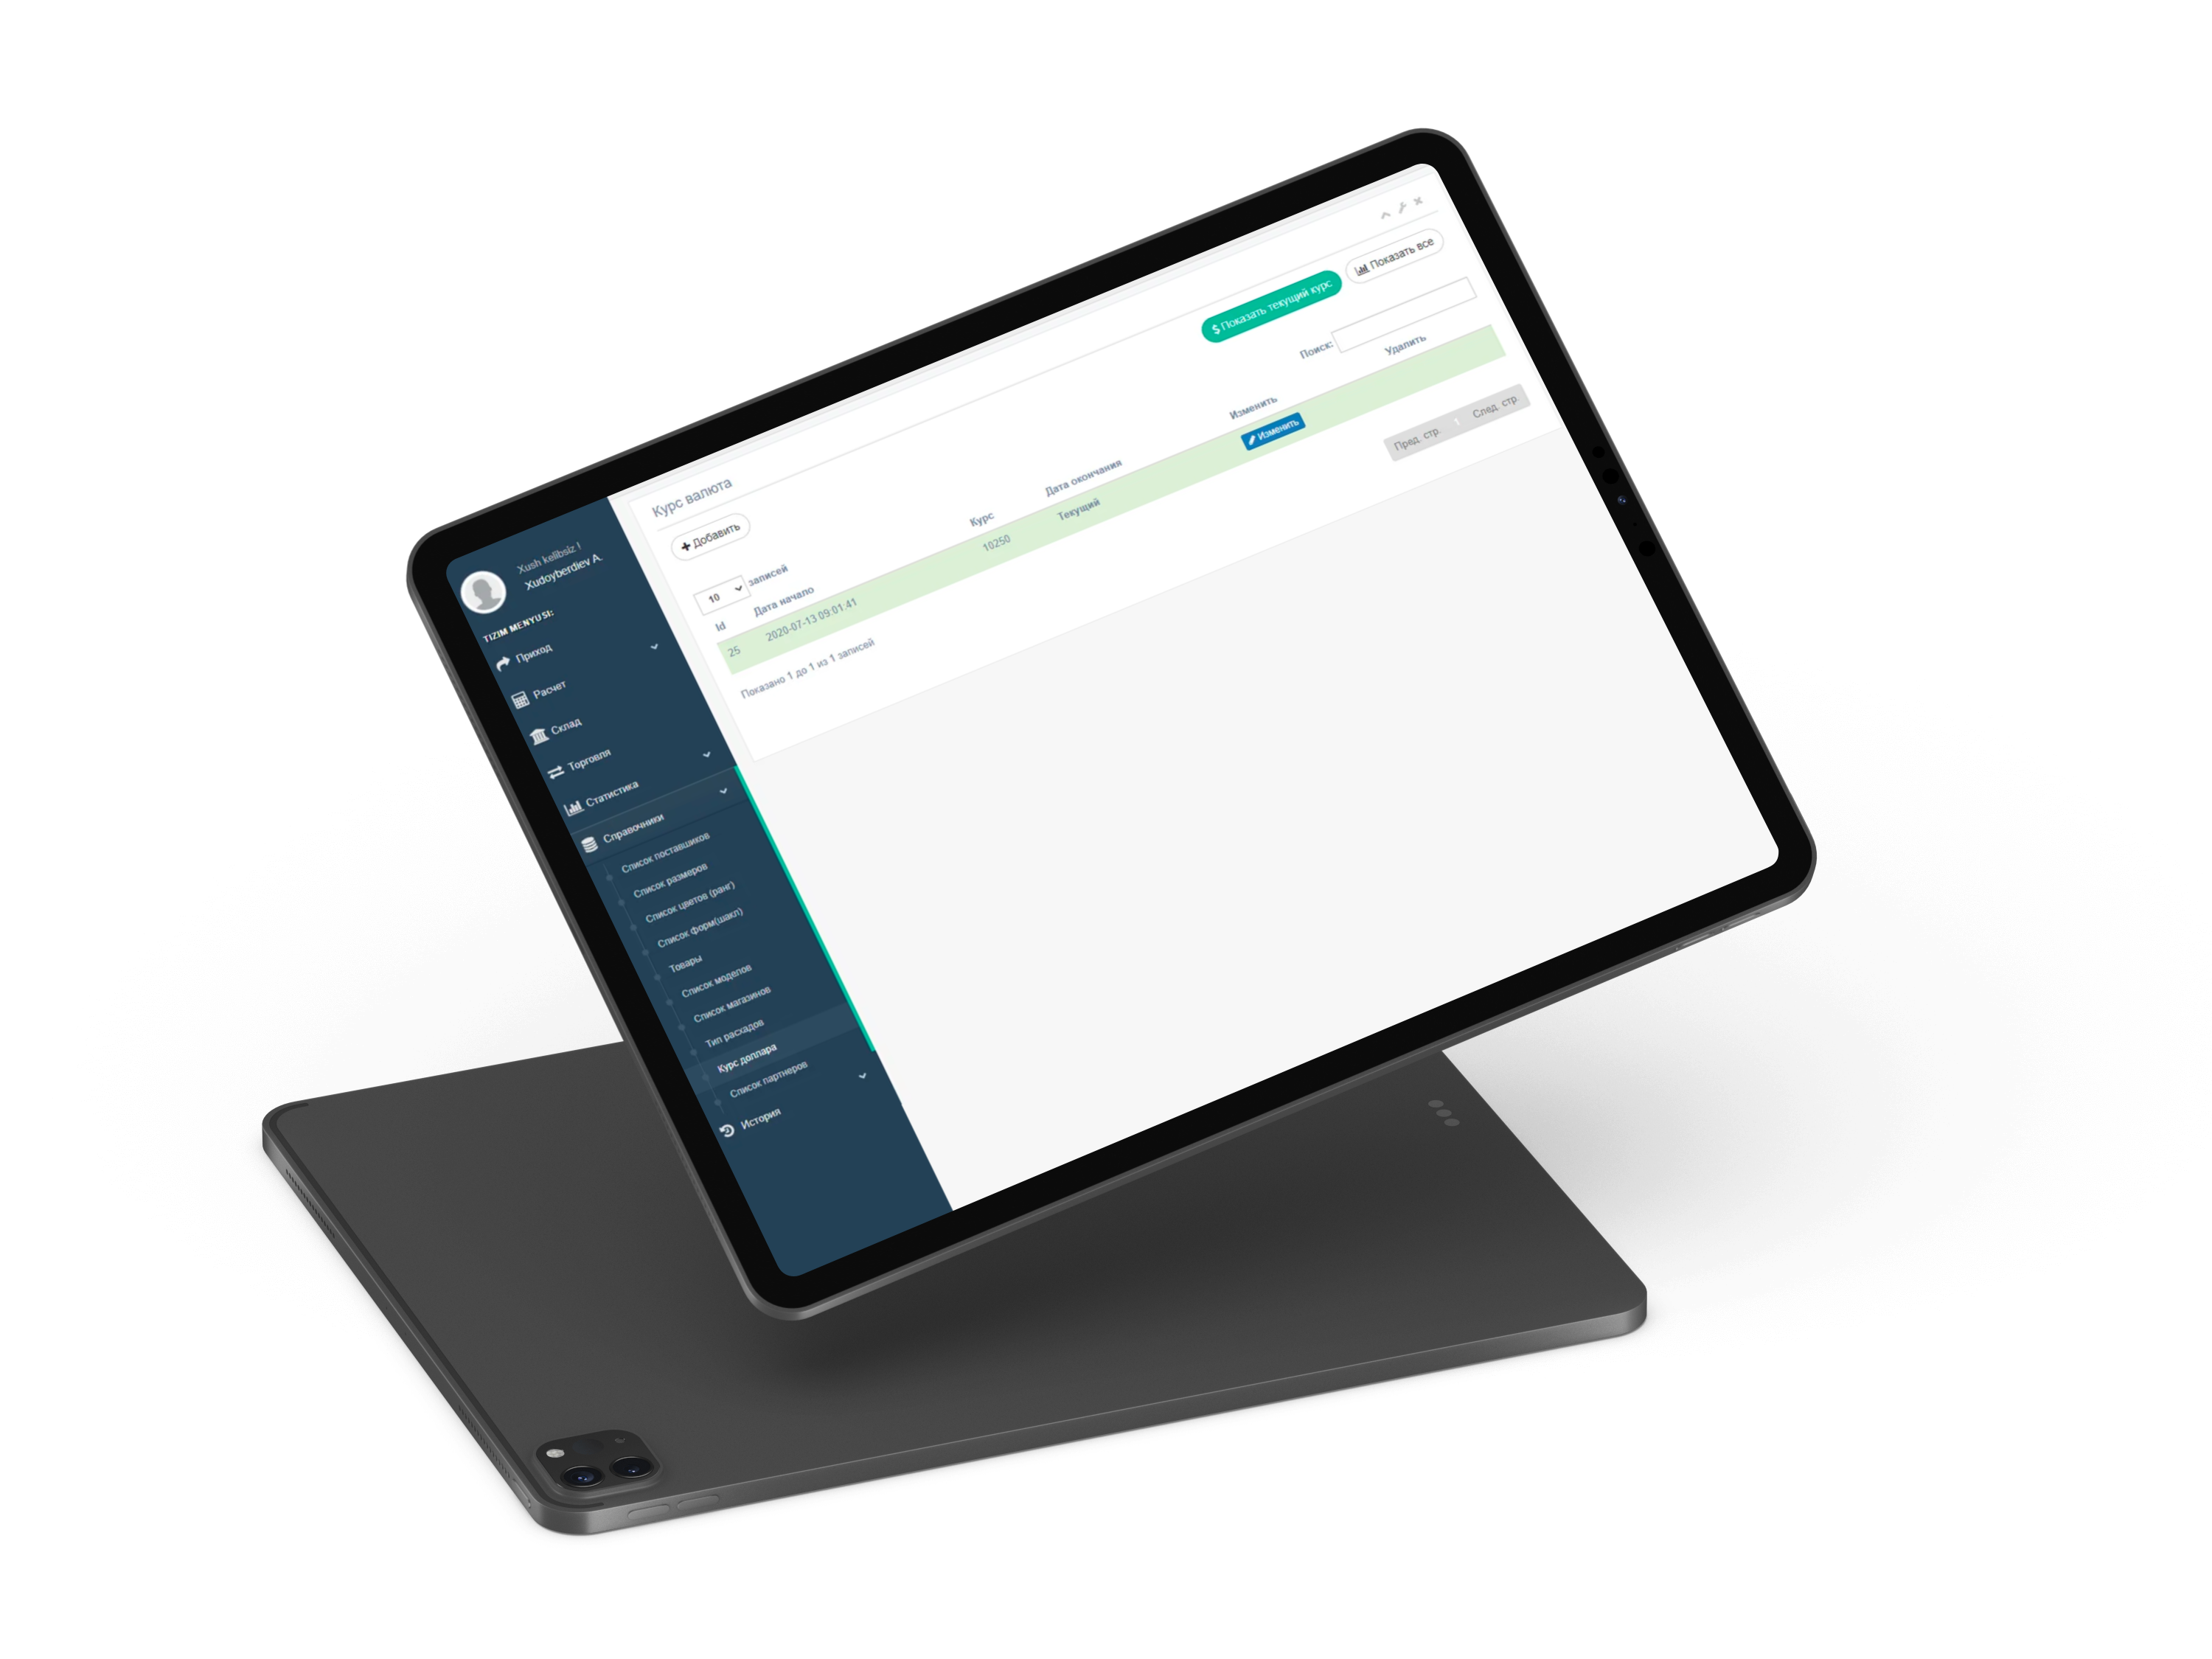 Xush kelibsiz !
Xudoyberdiev A.
TIZIM MENYUSI:
Приход
Расчет
Склад
Торговля
Статистика
Справочники
Список поставшиков
Список размеров
Список цветов (ранг)
Список форм(шакл)
Товары
Список моделов
Список магазинов
Тип расхадов
Курс доллара
Список партнеров
История
Курс валюта
Добавить
$ Показать текущий курс
Показать все
10 записей
Поиск:
Id Дата начало Курс Дата окончания Изменить Удалить
25 2020-07-13 09:01:41 10250 Текущий Изменить
Показано 1 до 1 из 1 записей
Пред. стр. 1 След. стр